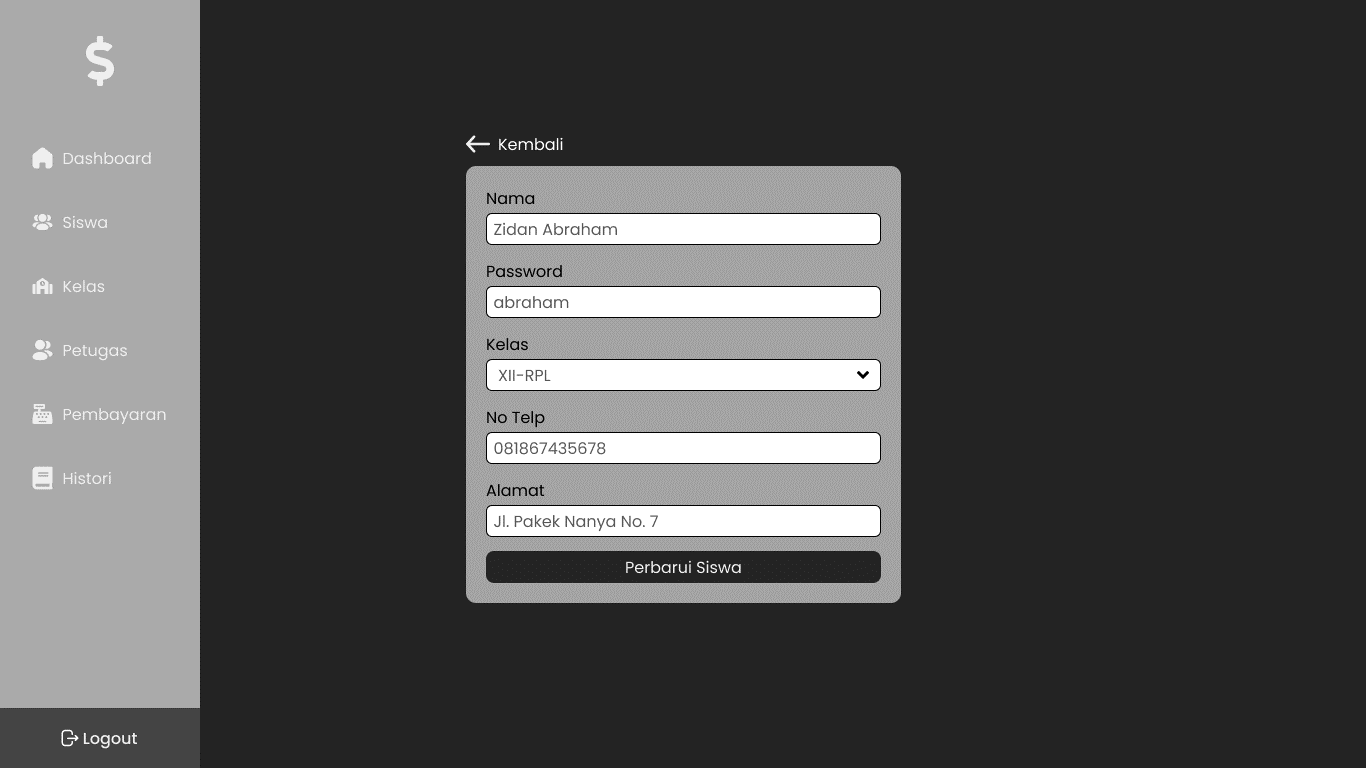 $
Dashboard
Siswa
Kelas
Petugas
Pembayaran
Histori
Logout
Kembali
Nama
Zidan Abraham
Password
abraham
Kelas
XII-RPL
No Telp
081867435678
Alamat
Jl. Pakek Nanya No. 7
Perbarui Siswa